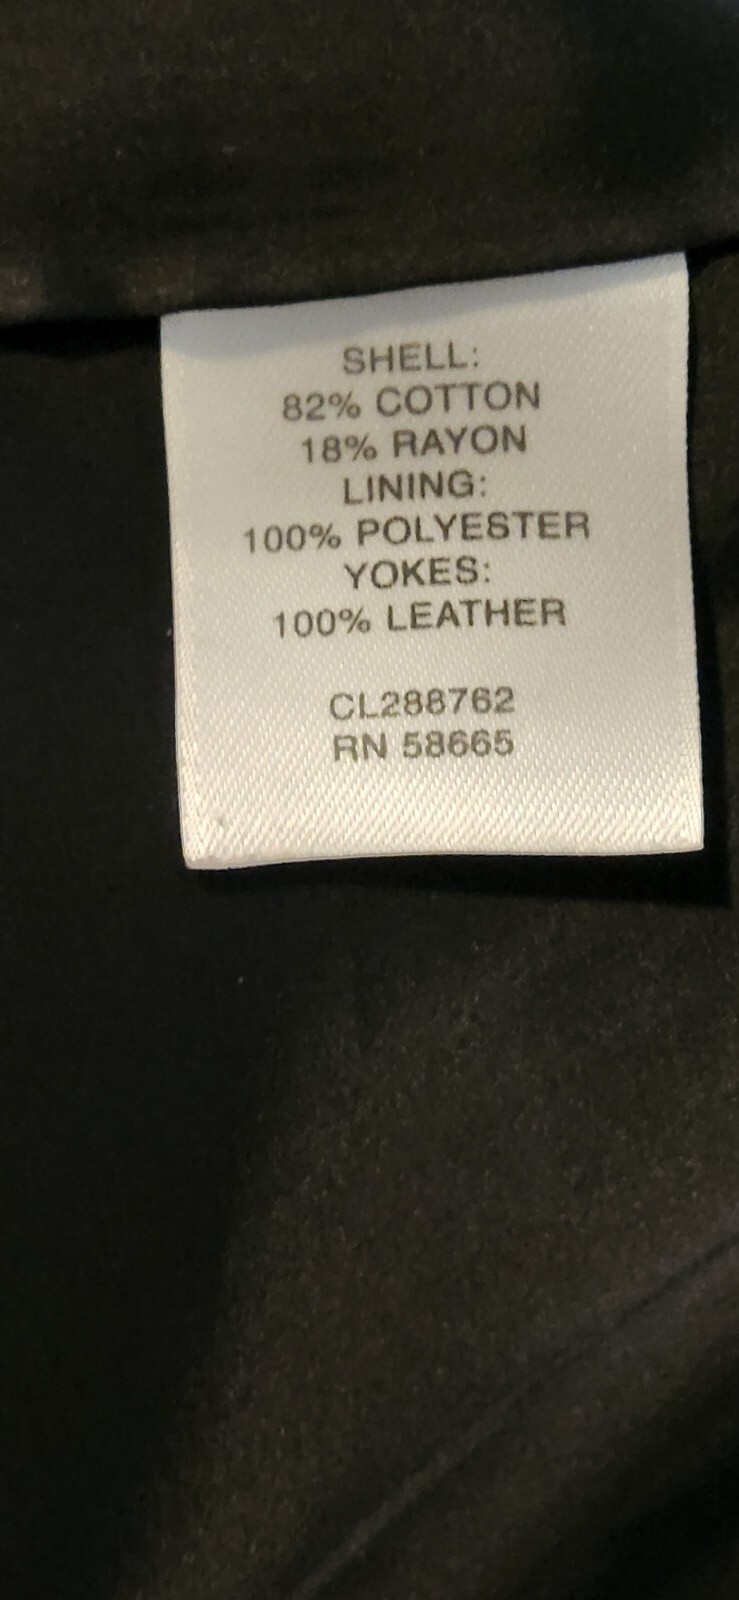 SHELL:
82% COTTON
18% RAYON
LINING:
100% POLYESTER
YOKES:
100% LEATHER
CL288762
RN 58665